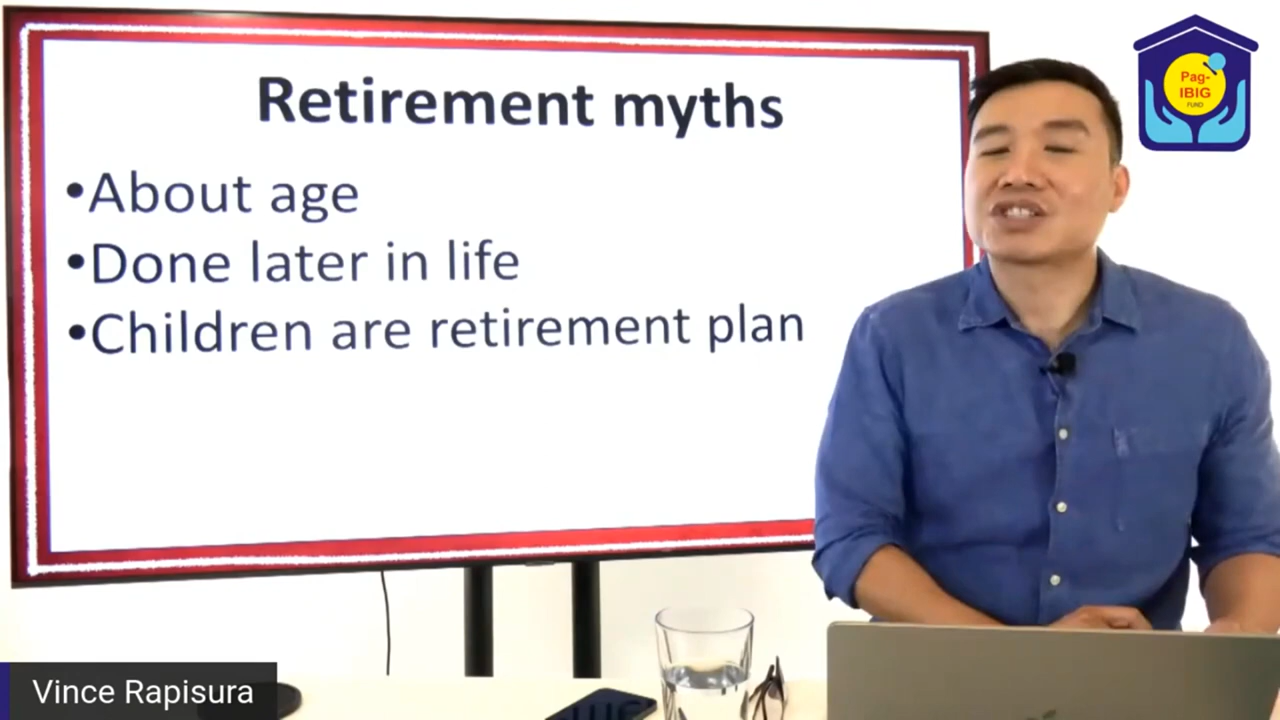 Retirement myths
•About age
•Done later in life
•Children are retirement plan
Pag-
IBIG
FUND
Vince Rapisura